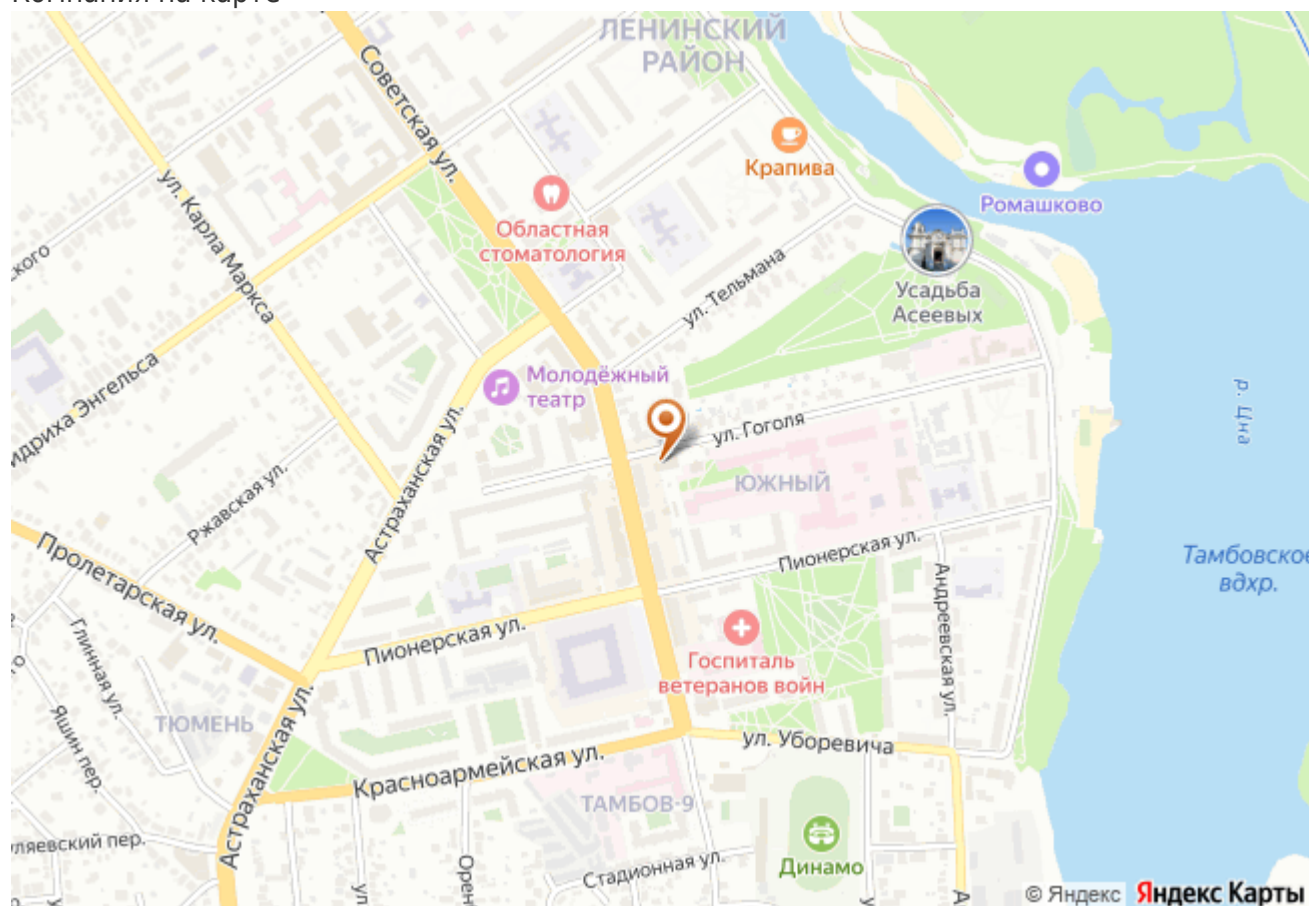 ЛЕНИНСКИЙ
РАЙОН
Советская ул.
Крапива
ул. Карла Маркса
Областная
стоматология
Ромашково
ул. Тельмана
Усадьба
Асеевых
Молодёжный
театр
р. Цна
ул. Гоголя
Астраханская ул.
Ржавская ул.
ЮЖНЫЙ
Пролетарская ул.
Пионерская ул.
Андреевская ул.
Тамбовское
вдхр.
Глинная ул.
Пионерская ул.
Госпиталь
ветеранов войн
Яшин пер.
ТЮМЕНЬ
Астраханская ул.
ул. Уборевича
Красноармейская ул.
ТАМБОВ-9
Стадионная ул.
Динамо
© Яндекс Яндекс Карты